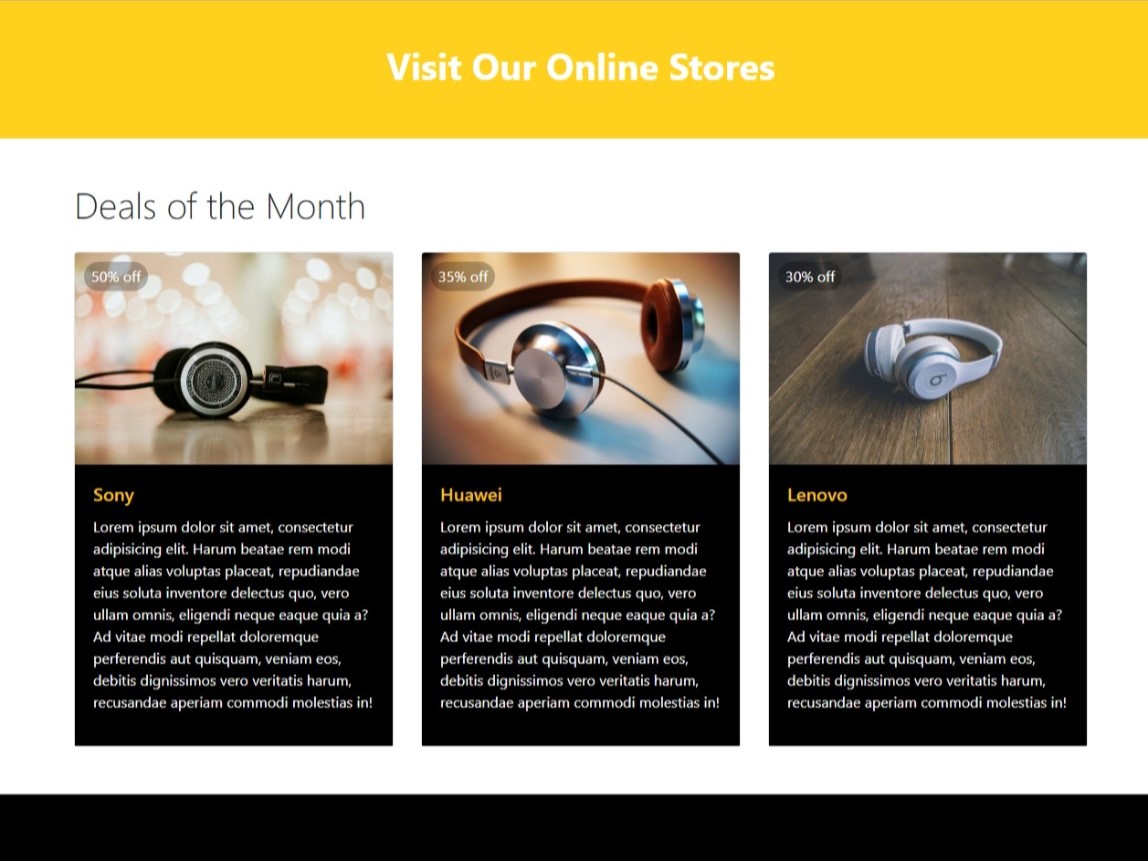 Visit Our Online Stores
Deals of the Month
50% off
35% off
30% off
Sony
Lorem ipsum dolor sit amet, consectetur
adipisicing elit. Harum beatae rem modi
atque alias voluptas placeat, repudiandae
eius soluta inventore delectus quo, vero
ullam omnis, eligendi neque eaque quia a?
Ad vitae modi repellat doloremque
perferendis aut quisquam, veniam eos,
debitis dignissimos vero veritatis harum,
recusandae aperiam commodi molestias in!
Huawei
Lorem ipsum dolor sit amet, consectetur
adipisicing elit. Harum beatae rem modi
atque alias voluptas placeat, repudiandae
eius soluta inventore delectus quo, vero
ullam omnis, eligendi neque eaque quia a?
Ad vitae modi repellat doloremque
perferendis aut quisquam, veniam eos,
debitis dignissimos vero veritatis harum,
recusandae aperiam commodi molestias in!
Lenovo
Lorem ipsum dolor sit amet, consectetur
adipisicing elit. Harum beatae rem modi
atque alias voluptas placeat, repudiandae
eius soluta inventore delectus quo, vero
ullam omnis, eligendi neque eaque quia a?
Ad vitae modi repellat doloremque
perferendis aut quisquam, veniam eos,
debitis dignissimos vero veritatis harum,
recusandae aperiam commodi molestias in!